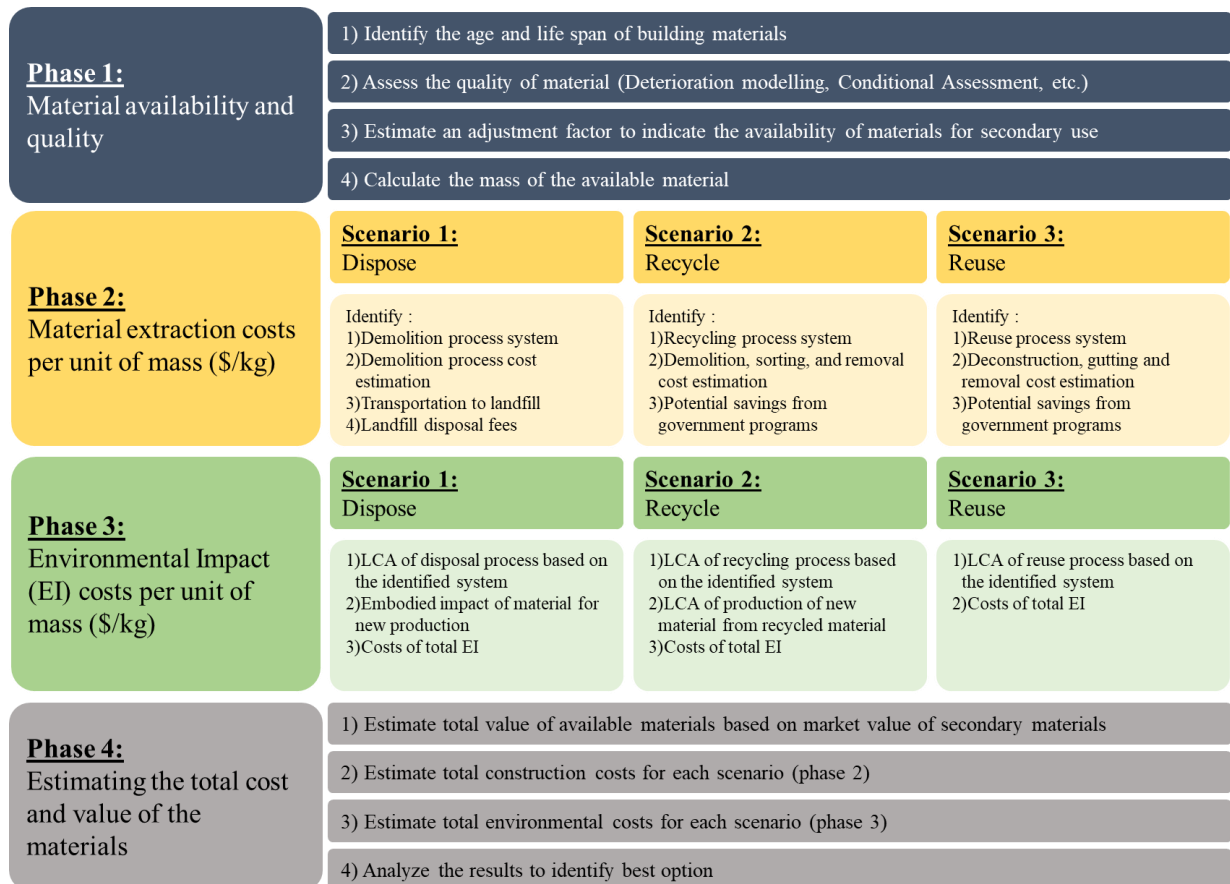 Phase 1:
Material availability and
quality
1) Identify the age and life span of building materials
2) Assess the quality of material (Deterioration modelling, Conditional Assessment, etc.)
3) Estimate an adjustment factor to indicate the availability of materials for secondary use
4) Calculate the mass of the available material
Phase 2:
Material extraction costs
per unit of mass ($/kg)
Scenario 1:
Dispose
Identify :
1)Demolition process system
2)Demolition process cost
estimation
3)Transportation to landfill
4)Landfill disposal fees
Scenario 2:
Recycle
Identify :
1)Recycling process system
2)Demolition, sorting, and removal
cost estimation
3)Potential savings from
government programs
Scenario 3:
Reuse
Identify :
1)Reuse process system
2)Deconstruction, gutting and
removal cost estimation
3)Potential savings from
government programs
Phase 3:
Environmental Impact
(EI) costs per unit of
mass ($/kg)
Scenario 1:
Dispose
1)LCA of disposal process based on
the identified system
2)Embodied impact of material for
new production
3)Costs of total EI
Scenario 2:
Recycle
1)LCA of recycling process based
on the identified system
2)LCA of production of new
material from recycled material
3)Costs of total EI
Scenario 3:
Reuse
1)LCA of reuse process based on
the identified system
2)Costs of total EI
Phase 4:
Estimating the total cost
and value of the
materials
1) Estimate total value of available materials based on market value of secondary materials
2) Estimate total construction costs for each scenario (phase 2)
3) Estimate total environmental costs for each scenario (phase 3)
4) Analyze the results to identify best option